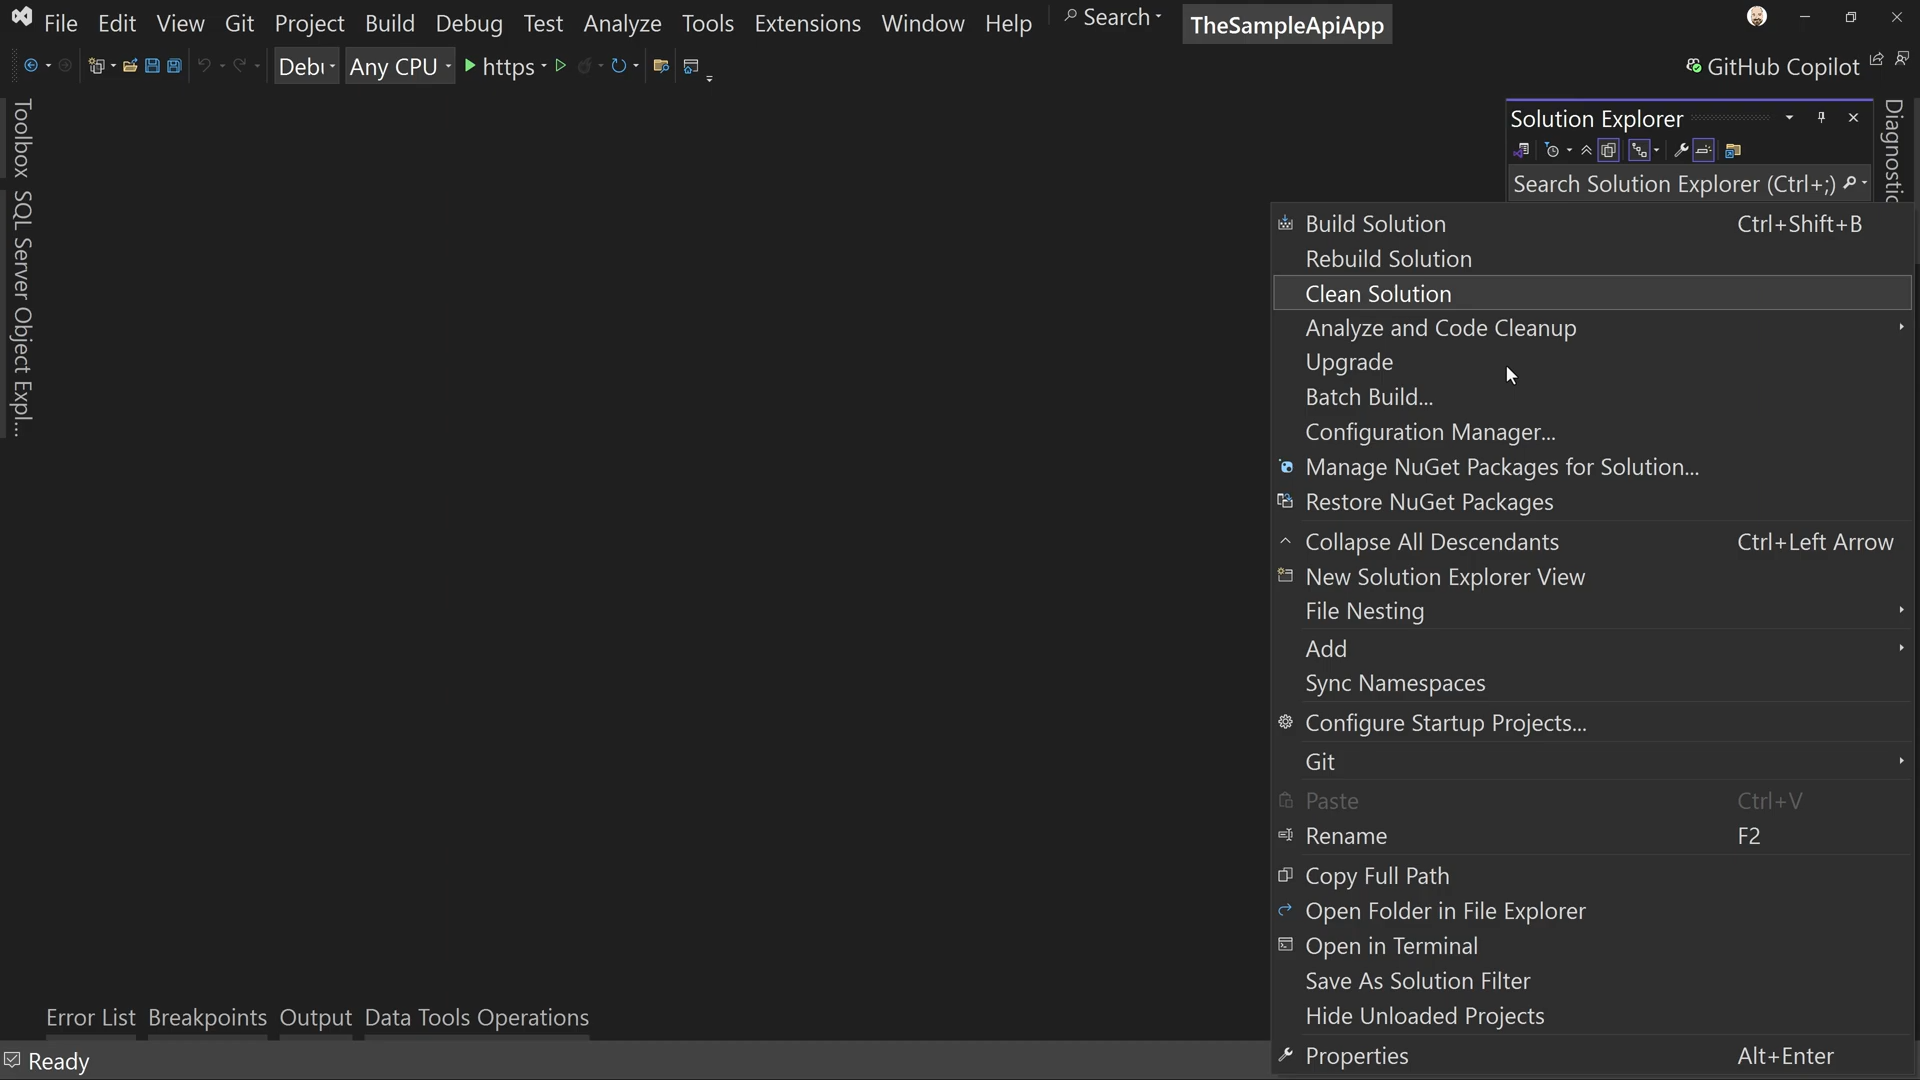 File Edit View Git Project Build Debug Test Analyze Tools Extensions Window Help Search TheSampleApiApp
Debu Any CPU https GitHub Copilot
Toolbox
SQL Server Object Expl...
Solution Explorer
Search Solution Explorer (Ctrl+;)
Diagnostic
Build Solution Ctrl+Shift+B
Rebuild Solution
Clean Solution
Analyze and Code Cleanup
Upgrade
Batch Build...
Configuration Manager...
Manage NuGet Packages for Solution...
Restore NuGet Packages
Collapse All Descendants Ctrl+Left Arrow
New Solution Explorer View
File Nesting
Add
Sync Namespaces
Configure Startup Projects...
Git
Paste Ctrl+V
Rename F2
Copy Full Path
Open Folder in File Explorer
Open in Terminal
Save As Solution Filter
Hide Unloaded Projects
Properties Alt+Enter
Error List Breakpoints Output Data Tools Operations
Ready